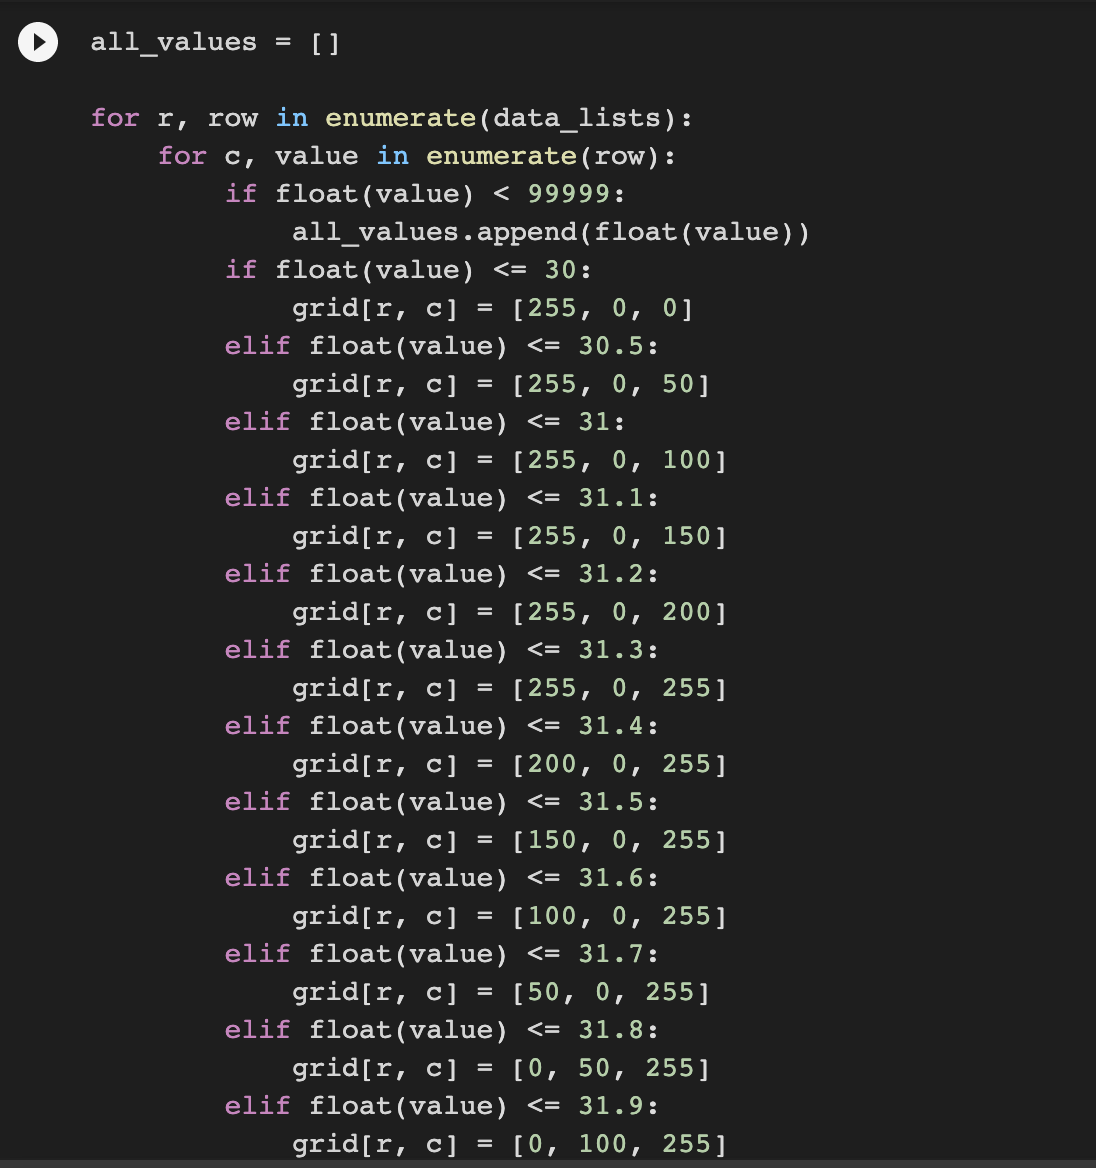 all_values = []
for r, row in enumerate(data_lists):
for c, value in enumerate(row):
if float(value) < 99999:
all_values.append(float(value))
if float(value) <= 30:
grid[r, c] = [255, 0, 0]
elif float(value) <= 30.5:
grid[r, c] = [255, 0, 50]
elif float(value) <= 31:
grid[r, c] = [255, 0, 100]
elif float(value) <= 31.1:
grid[r, c] = [255, 0, 150]
elif float(value) <= 31.2:
grid[r, c] = [255, 0, 200]
elif float(value) <= 31.3:
grid[r, c] = [255, 0, 255]
elif float(value) <= 31.4:
grid[r, c] = [200, 0, 255]
elif float(value) <= 31.5:
grid[r, c] = [150, 0, 255]
elif float(value) <= 31.6:
grid[r, c] = [100, 0, 255]
elif float(value) <= 31.7:
grid[r, c] = [50, 0, 255]
elif float(value) <= 31.8:
grid[r, c] = [0, 50, 255]
elif float(value) <= 31.9:
grid[r, c] = [0, 100, 255]